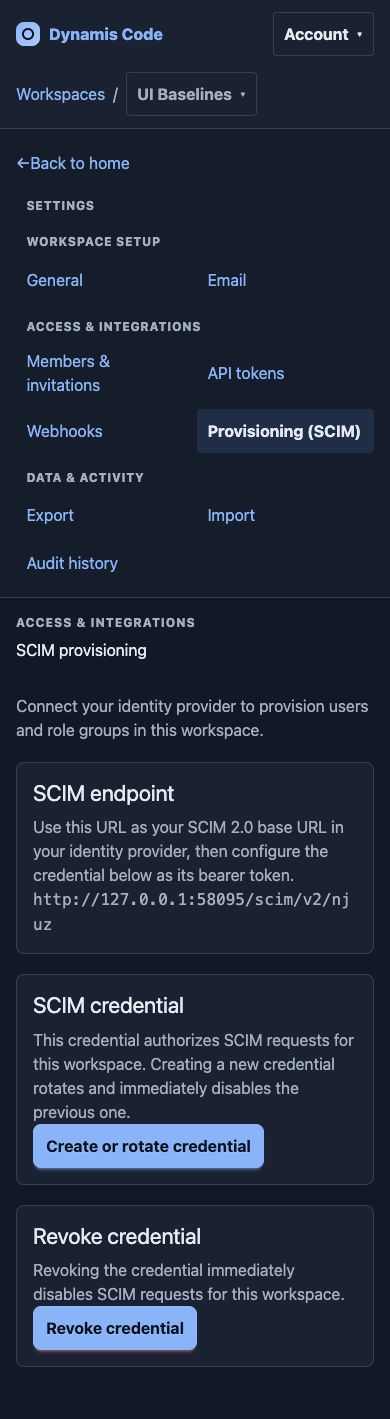 Dynamis Code
Account ▾
Workspaces / UI Baselines ▾
←Back to home
SETTINGS
WORKSPACE SETUP
General
Email
ACCESS & INTEGRATIONS
Members &
invitations
API tokens
Webhooks
Provisioning (SCIM)
DATA & ACTIVITY
Export
Import
Audit history
ACCESS & INTEGRATIONS
SCIM provisioning
Connect your identity provider to provision users
and role groups in this workspace.
SCIM endpoint
Use this URL as your SCIM 2.0 base URL in
your identity provider, then configure the
credential below as its bearer token.
http://127.0.0.1:58095/scim/v2/nj
uz
SCIM credential
This credential authorizes SCIM requests for
this workspace. Creating a new credential
rotates and immediately disables the
previous one.
Create or rotate credential
Revoke credential
Revoking the credential immediately
disables SCIM requests for this workspace.
Revoke credential